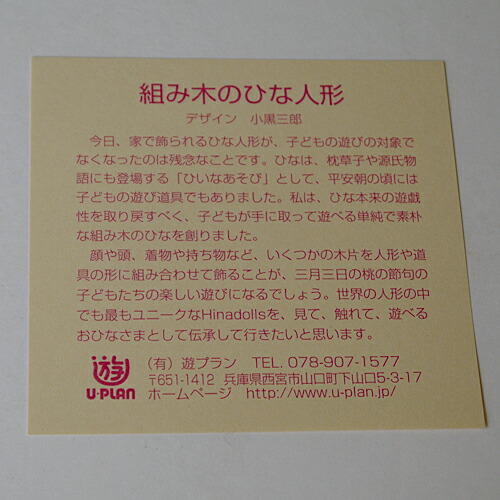 組み木のひな人形
デザイン 小黒三郎
今日、家で飾られるひな人形が、子どもの遊びの対象で
なくなったのは残念なことです。ひなは、枕草子や源氏物
語にも登場する「ひいなあそび」として、平安朝の頃には
子どもの遊び道具でもありました。私は、ひな本来の遊戯
性を取り戻すべく、子どもが手に取って遊べる単純で素朴
な組み木のひなを創りました。
顔や頭、着物や持ち物など、いくつかの木片を人形や道
具の形に組み合わせて飾ることが、三月三日の桃の節句の
子どもたちの楽しい遊びになるでしょう。世界の人形の中
でも最もユニークなHinadollsを、見て、触れて、遊べる
おひなさまとして伝承して行きたいと思います。
遊
U-PLAN
(有)遊プラン TEL. 078-907-1577
〒651-1412 兵庫県西宮市山口町下山口5-3-17
ホームページ http://www.u-plan.jp/